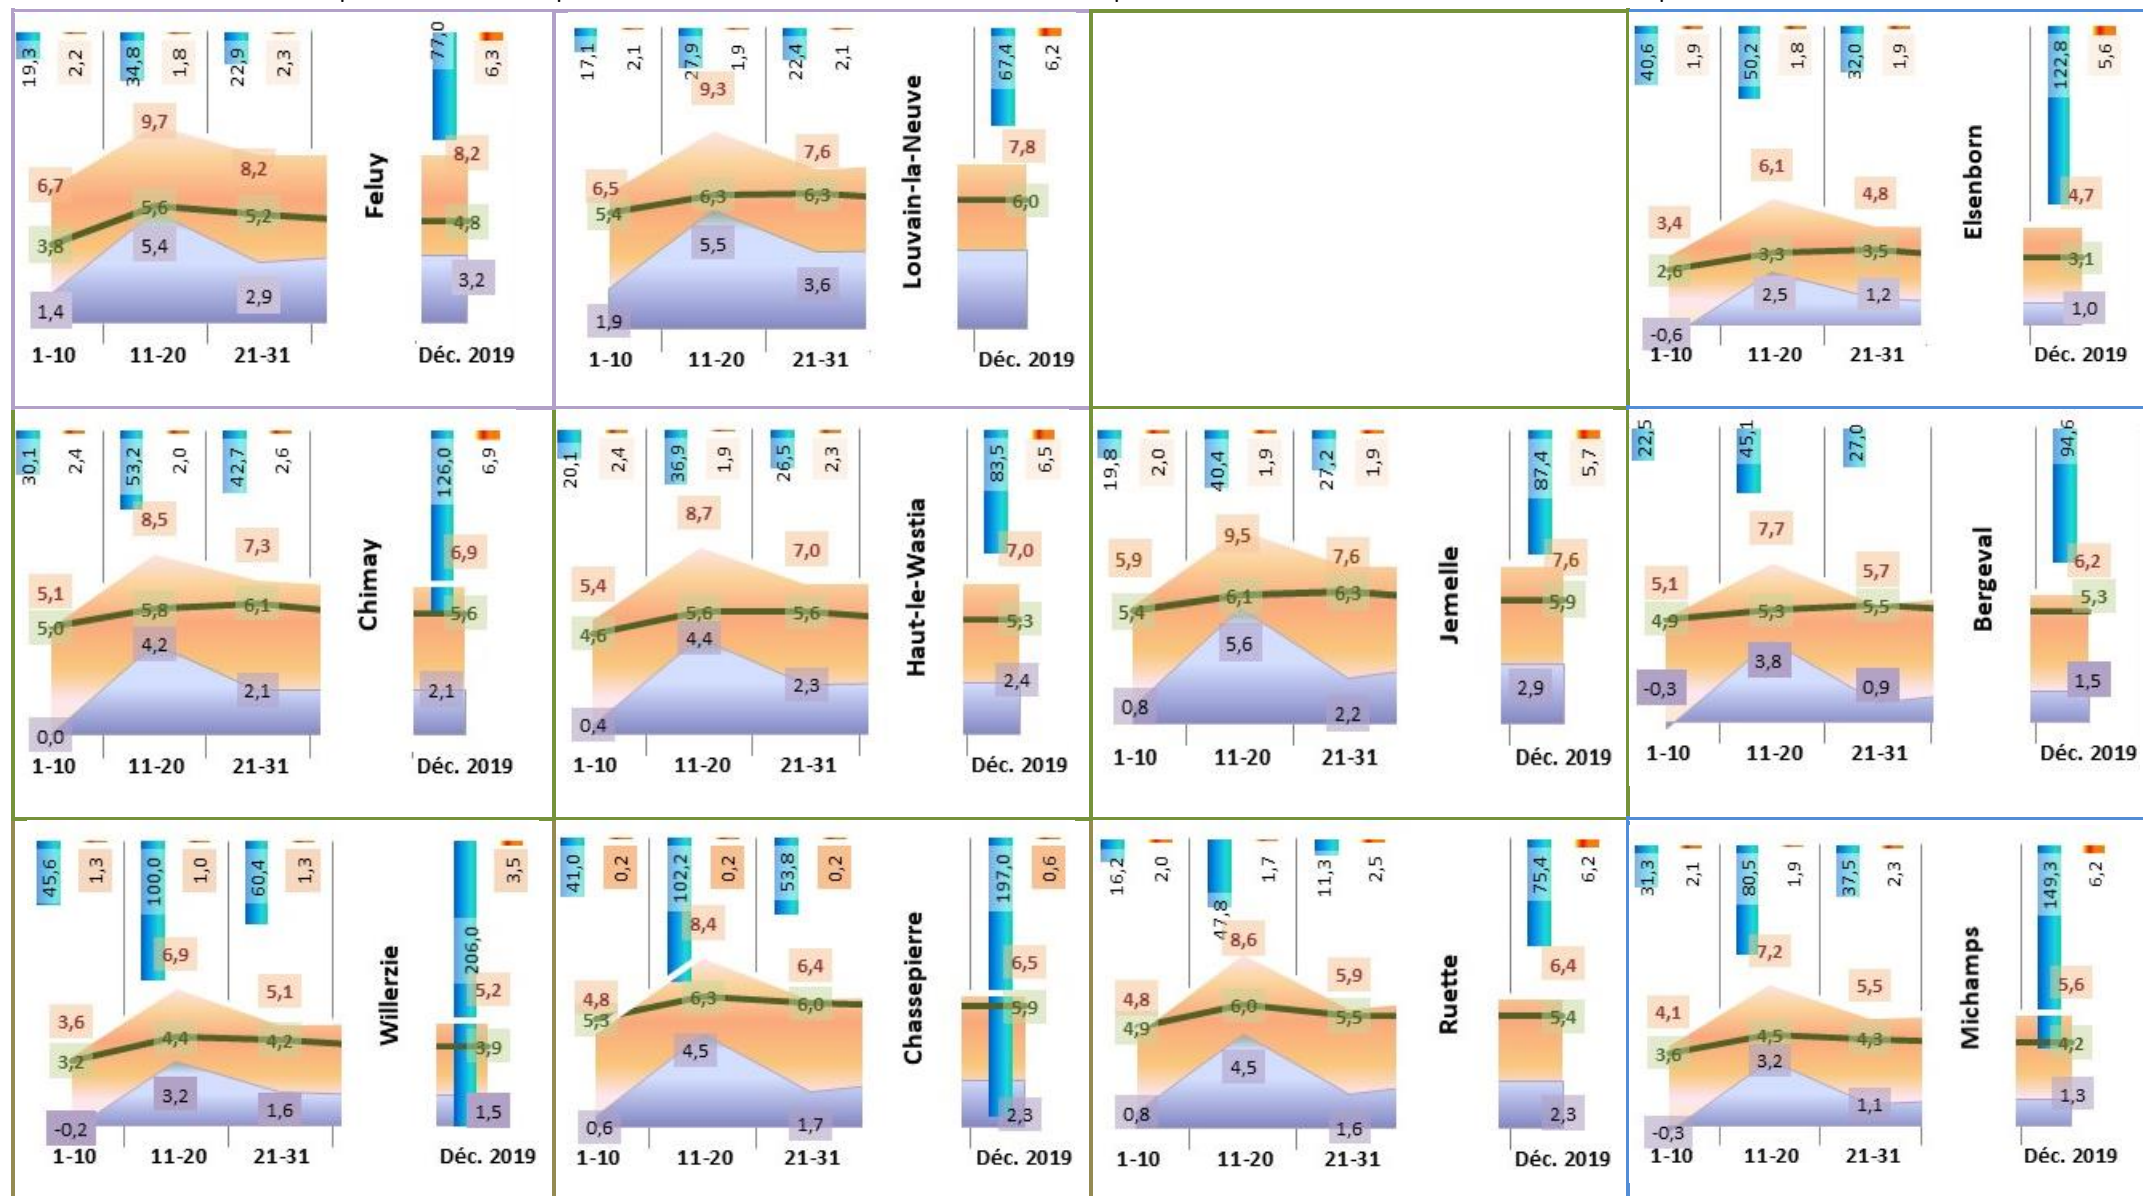 19,3 2,2 34,8 1,8 22,9 2,3 77,0 6,3
9,7
8,2 8,2
6,7
5,6
5,2 4,8
3,8
5,4
2,9 3,2
1,4
Feluy
1-10 11-20 21-31 Déc. 2019
17,1 2,1 27,9 1,9 22,4 2,1 67,4 6,2
9,3
7,6 7,8
6,5
5,4 6,3 6,3 6,0
5,5
3,6
1,9
Louvain-la-Neuve
1-10 11-20 21-31 Déc. 2019
40,6 1,9 50,2 1,8 32,0 1,9 122,8 5,6
6,1
4,8 4,7
3,4
2,6 3,3 3,5 3,1
2,5 1,2 1,0
-0,6
Elsenborn
1-10 11-20 21-31 Déc. 2019
30,1 2,4 53,2 2,0 42,7 2,6 126,0 6,9
8,5
7,3 6,9
5,1
5,0 5,8 6,1 5,6
4,2
2,1 2,1
0,0
Chimay
1-10 11-20 21-31 Déc. 2019
20,1 2,4 36,9 1,9 26,5 2,3 83,5 6,5
8,7
7,0 7,0
5,4
4,6 5,6 5,6 5,3
4,4
2,3 2,4
0,4
Haut-le-Wastia
1-10 11-20 21-31 Déc. 2019
19,8 2,0 40,4 1,9 27,2 1,9 87,4 5,7
9,5
5,9 7,6 7,6
5,4 6,1 6,3 5,9
5,6
0,8 2,2 2,9
Jemelle
1-10 11-20 21-31 Déc. 2019
22,5 45,1 27,0 94,6
7,7
5,1 5,7 6,2
4,9 5,3 5,5 5,3
-0,3 3,8 0,9 1,5
Bergeval
1-10 11-20 21-31 Déc. 2019
45,6 1,3 100,0 1,0 60,4 1,3 206,0 3,5
6,9
3,6 5,1 5,2
3,2 4,4 4,2 3,9
-0,2 3,2 1,6 1,5
Willerzie
1-10 11-20 21-31 Déc. 2019
41,0 0,2 102,2 0,2 53,8 0,2 197,0 0,6
8,4
4,8 6,4 6,5
5,3 6,3 6,0 5,9
4,5
0,6 1,7 2,3
Chassepierre
1-10 11-20 21-31 Déc. 2019
16,2 2,0 47,8 1,7 11,3 2,5 75,4 6,2
8,6
4,8 5,9 6,4
4,9 6,0 5,5 5,4
4,5
0,8 1,6 2,3
Ruette
1-10 11-20 21-31 Déc. 2019
31,3 2,1 80,5 1,9 37,5 2,3 149,3 6,2
7,2
4,1 5,5 5,6
3,6 4,5 4,3 4,2
3,2
-0,3 1,1 1,3
Michamps
1-10 11-20 21-31 Déc. 2019